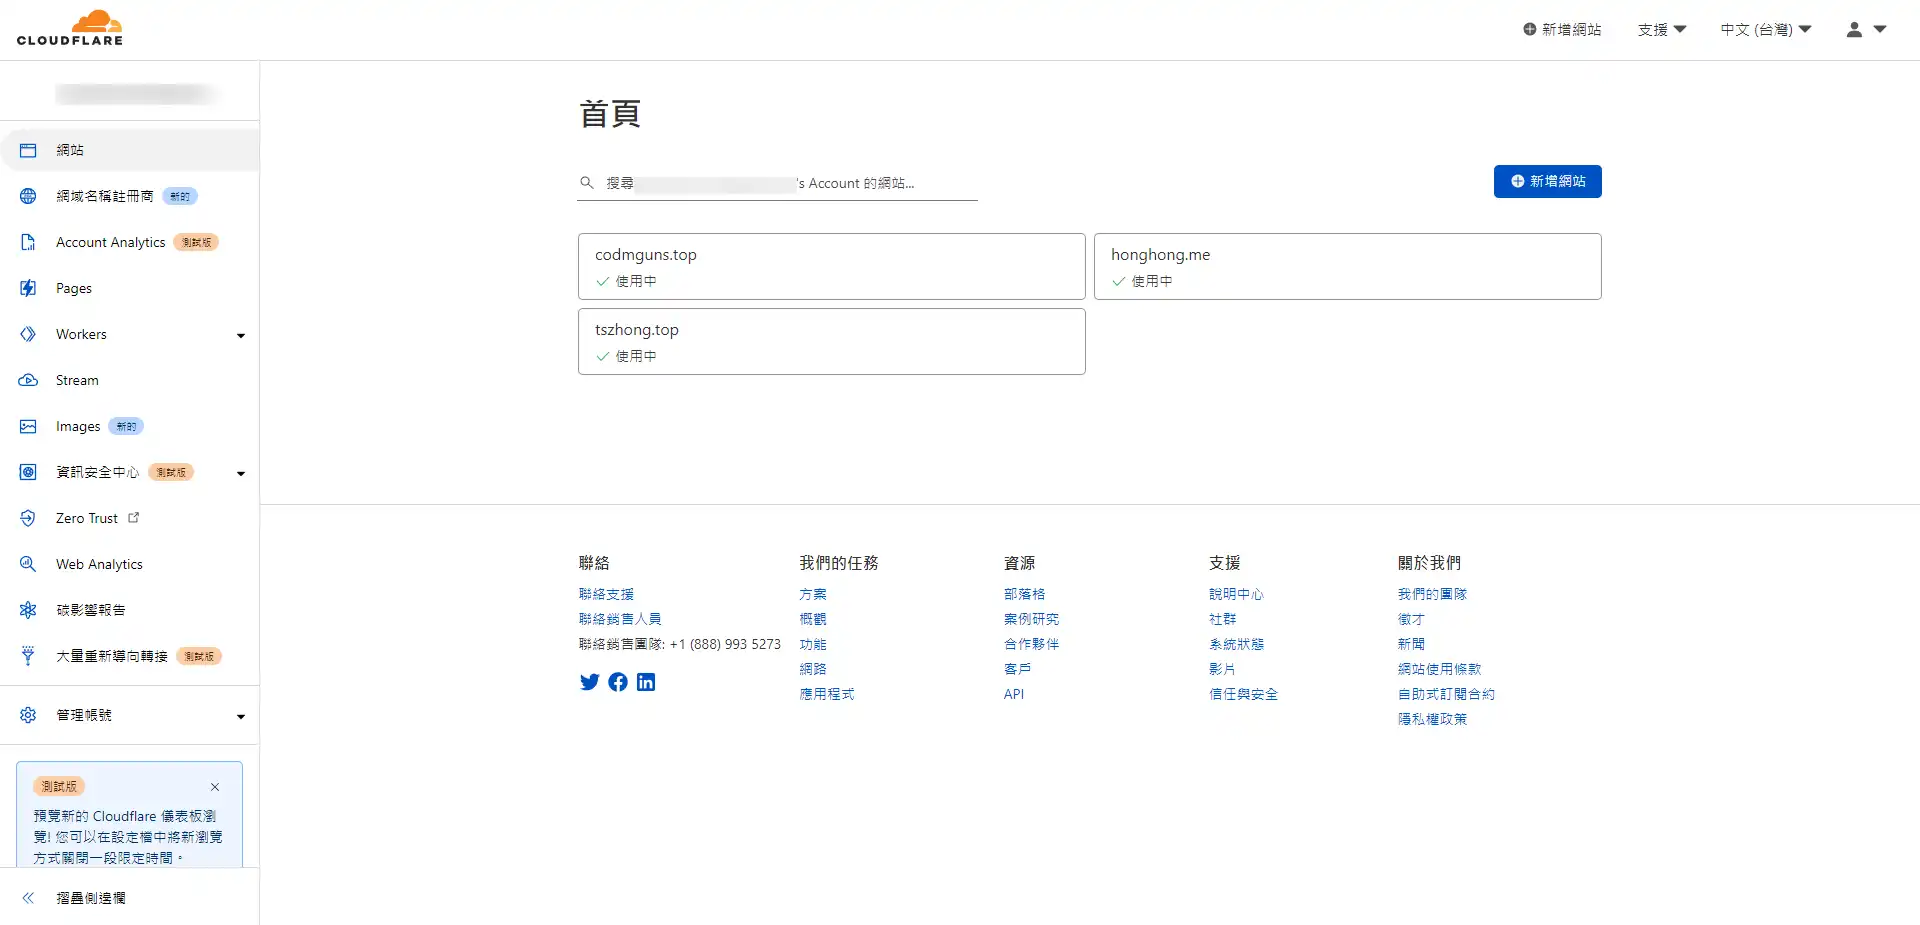 CLOUDFLARE
新增網站
支援
中文 (台灣)
網站
網域名稱註冊商 新的
Account Analytics 測試版
Pages
Workers
Stream
Images 新的
資訊安全中心 測試版
Zero Trust
Web Analytics
碳影響報告
大量重新導向轉接 測試版
管理帳號
測試版
預覽新的 Cloudflare 儀表板瀏
覽! 您可以在設定檔中將新瀏覽
方式關閉一段限定時間。
摺疊側邊欄
首頁
搜尋 's Account 的網站...
新增網站
codmguns.top
使用中
honghong.me
使用中
tszhong.top
使用中
聯絡
聯絡支援
聯絡銷售人員
聯絡銷售團隊: +1 (888) 993 5273
我們的任務
方案
概觀
功能
網路
應用程式
資源
部落格
案例研究
合作夥伴
客戶
API
支援
說明中心
社群
系統狀態
影片
信任與安全
關於我們
我們的團隊
徵才
新聞
網站使用條款
自助式訂閱合約
隱私權政策